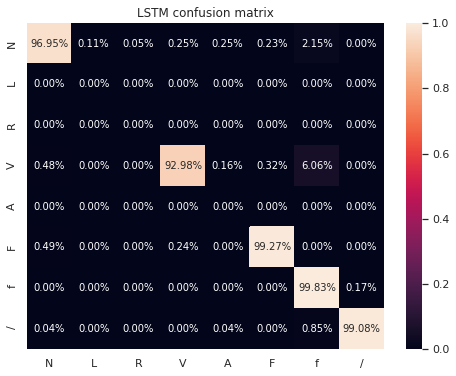 LSTM confusion matrix
N 96.95% 0.11% 0.05% 0.25% 0.25% 0.23% 2.15% 0.00%
L 0.00% 0.00% 0.00% 0.00% 0.00% 0.00% 0.00% 0.00%
R 0.00% 0.00% 0.00% 0.00% 0.00% 0.00% 0.00% 0.00%
V 0.48% 0.00% 0.00% 92.98% 0.16% 0.32% 6.06% 0.00%
A 0.00% 0.00% 0.00% 0.00% 0.00% 0.00% 0.00% 0.00%
F 0.49% 0.00% 0.00% 0.24% 0.00% 99.27% 0.00% 0.00%
f 0.00% 0.00% 0.00% 0.00% 0.00% 0.00% 99.83% 0.17%
/ 0.04% 0.00% 0.00% 0.00% 0.04% 0.00% 0.85% 99.08%
N L R V A F f /
1.0
0.8
0.6
0.4
0.2
0.0